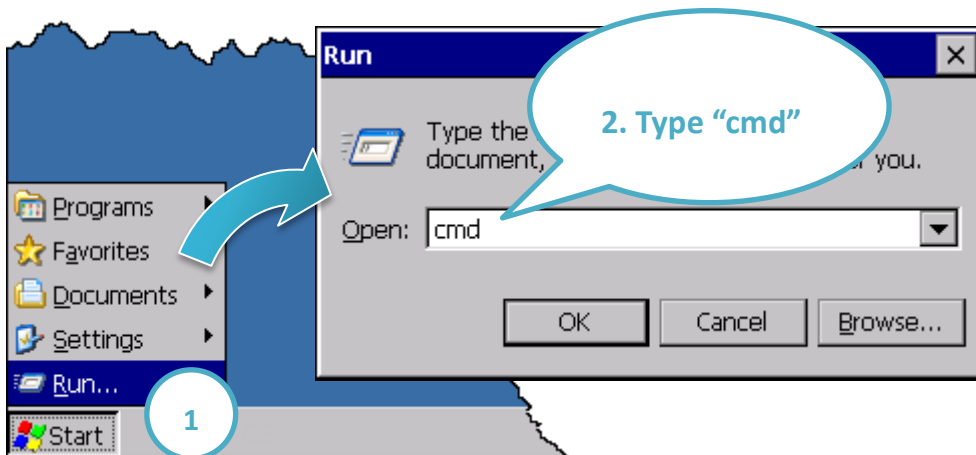 Programs
Favorites
Documents
Settings
Run...
Start
1
Run
Type the
document, you.
2. Type “cmd”
Open: cmd
OK Cancel Browse...